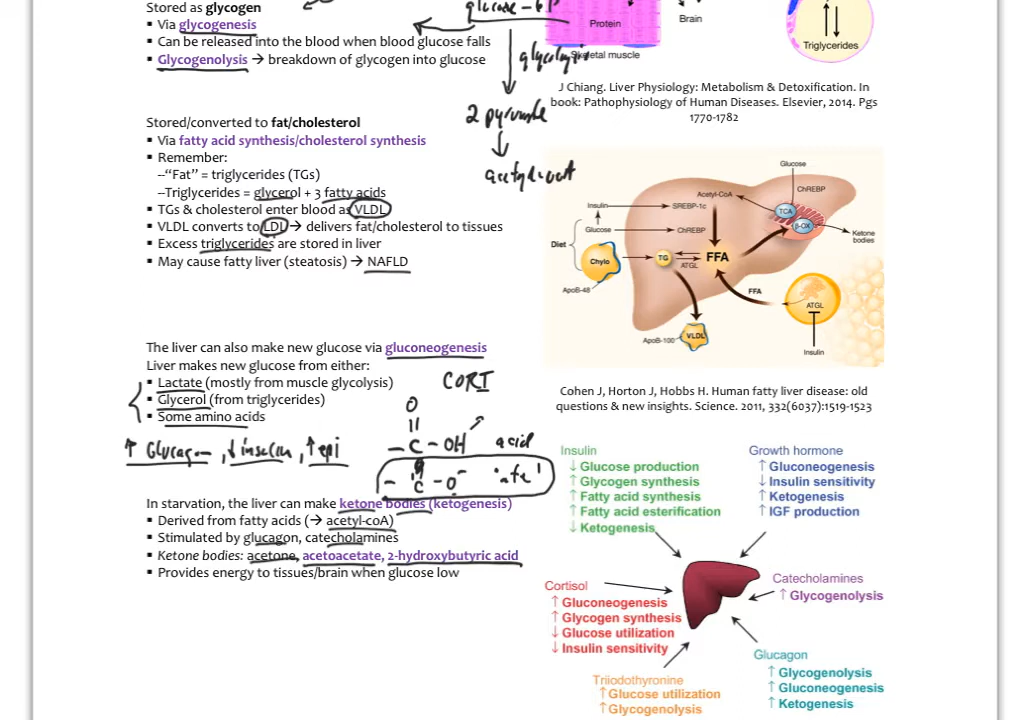 Stored as glycogen
▪ Via glycogenesis
▪ Can be released into the blood when blood glucose falls
▪ Glycogenolysis → breakdown of glycogen into glucose
glucose - 6P
glycolysis
2 pyruvate
Protein
Brain
Skeletal muscle
Triglycerides
J Chiang. Liver Physiology: Metabolism & Detoxification. In
book: Pathophysiology of Human Diseases. Elsevier, 2014. Pgs
1770-1782
Stored/converted to fat/cholesterol
▪ Via fatty acid synthesis/cholesterol synthesis
▪ Remember:
–“Fat” = triglycerides (TGs)
–Triglycerides = glycerol + 3 fatty acids
▪ TGs & cholesterol enter blood as VLDL
▪ VLDL converts to LDL → delivers fat/cholesterol to tissues
▪ Excess triglycerides are stored in liver
▪ May cause fatty liver (steatosis) → NAFLD
Glucose
Acetyl-CoA
ChREBP
Insulin
SREBP-1c
TCA
β-OX
Glucose
ChREBP
Ketone
bodies
Diet
Chylo
TG
ATGL
FFA
ApoB-48
FFA
ATGL
ApoB-100
VLDL
Insulin
Cohen J, Horton J, Hobbs H. Human fatty liver disease: old
questions & new insights. Science. 2011, 332(6037):1519-1523
The liver can also make new glucose via gluconeogenesis
Liver makes new glucose from either:
▪ Lactate (mostly from muscle glycolysis)
▪ Glycerol (from triglycerides)
▪ Some amino acids
CORT
O
-C-OH acid
-C-O⁻ "ate"
↑ Glucagon, ↓ insulin, ↑ epi
In starvation, the liver can make ketone bodies (ketogenesis)
▪ Derived from fatty acids (→ acetyl-coA)
▪ Stimulated by glucagon, catecholamines
▪ Ketone bodies: acetone, acetoacetate, 2-hydroxybutyric acid
▪ Provides energy to tissues/brain when glucose low
Insulin
↓ Glucose production
↑ Glycogen synthesis
↑ Fatty acid synthesis
↑ Fatty acid esterification
↓ Ketogenesis
Growth hormone
↑ Gluconeogenesis
↓ Insulin sensitivity
↑ Ketogenesis
↑ IGF production
Cortisol
↑ Gluconeogenesis
↑ Glycogen synthesis
↓ Glucose utilization
↓ Insulin sensitivity
Catecholamines
↑ Glycogenolysis
Triiodothyronine
↑ Glucose utilization
↑ Glycogenolysis
Glucagon
↑ Glycogenolysis
↑ Gluconeogenesis
↑ Ketogenesis